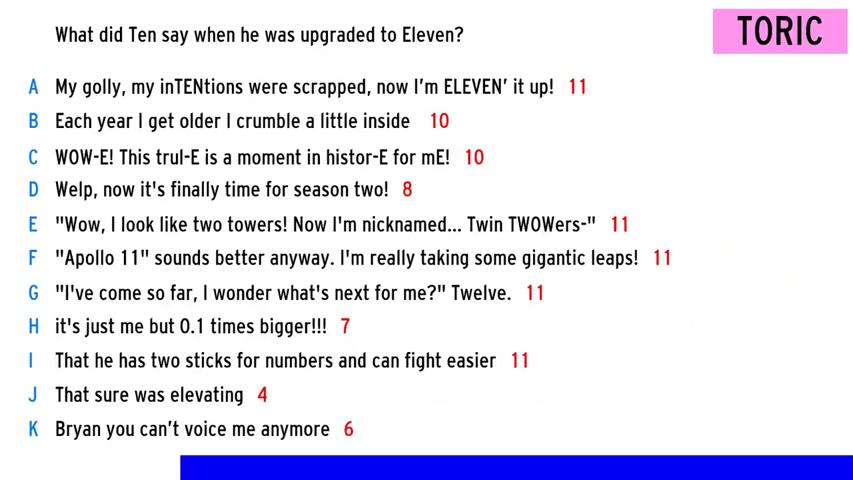 What did Ten say when he was upgraded to Eleven?
TORIC
A My golly, my inTENtions were scrapped, now I'm ELEVEN' it up! 11
B Each year I get older I crumble a little inside 10
C WOW-E! This trul-E is a moment in histor-E for mE! 10
D Welp, now it's finally time for season two! 8
E "Wow, I look like two towers! Now I'm nicknamed... Twin TWOWers-" 11
F "Apollo 11" sounds better anyway. I'm really taking some gigantic leaps! 11
G "I've come so far, I wonder what's next for me?" Twelve. 11
H it's just me but 0.1 times bigger!!! 7
I That he has two sticks for numbers and can fight easier 11
J That sure was elevating 4
K Bryan you can't voice me anymore 6